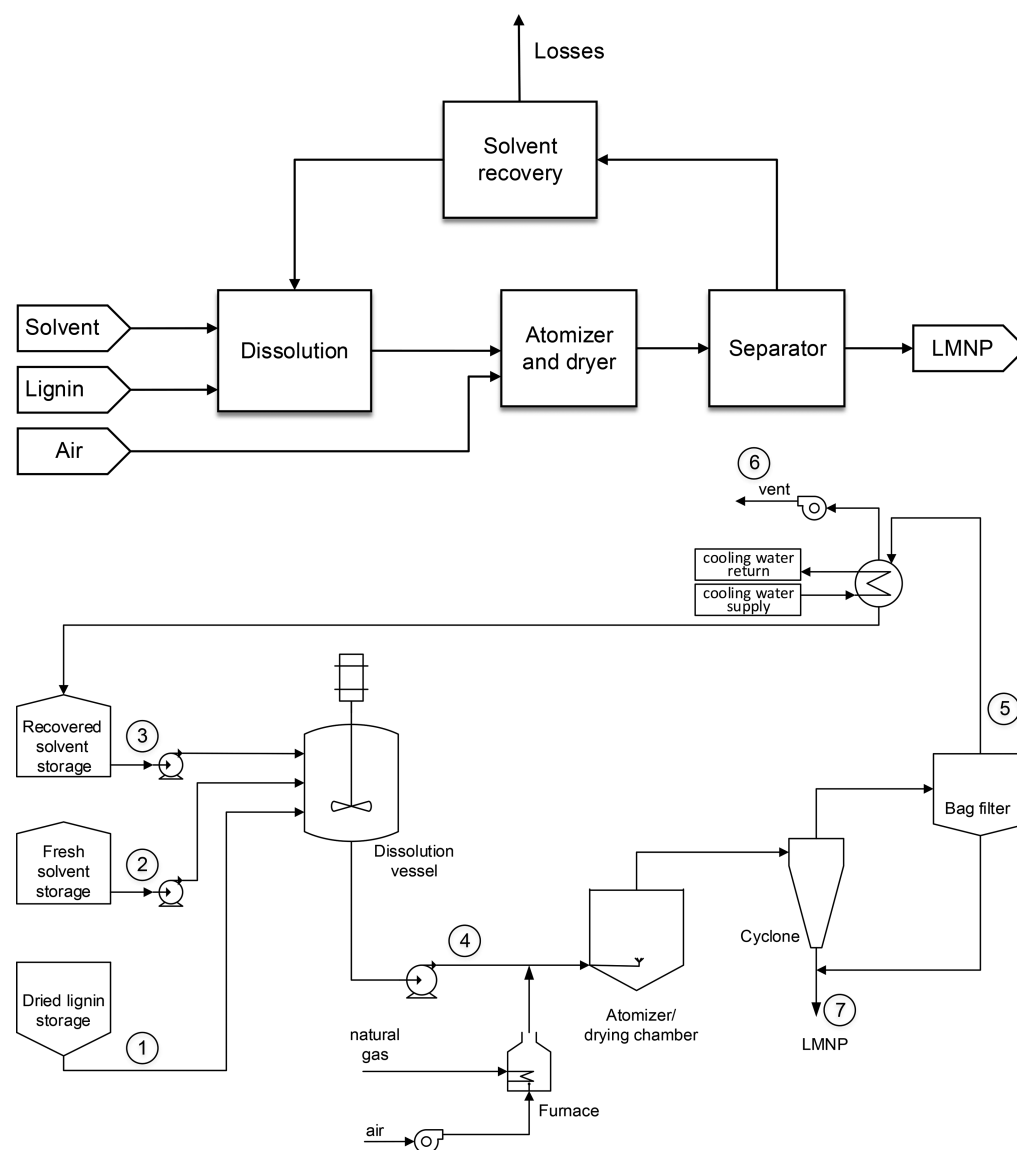 Losses
Solvent
recovery
Solvent
Dissolution
Atomizer
and dryer
Separator
LMNP
Lignin
Air
6
vent
cooling water
return
cooling water
supply
Recovered
solvent
storage
3
5
Bag filter
Fresh
solvent
storage
2
Dissolution
vessel
4
Cyclone
Dried lignin
storage
1
Atomizer/
drying chamber
7
LMNP
natural
gas
Furnace
air